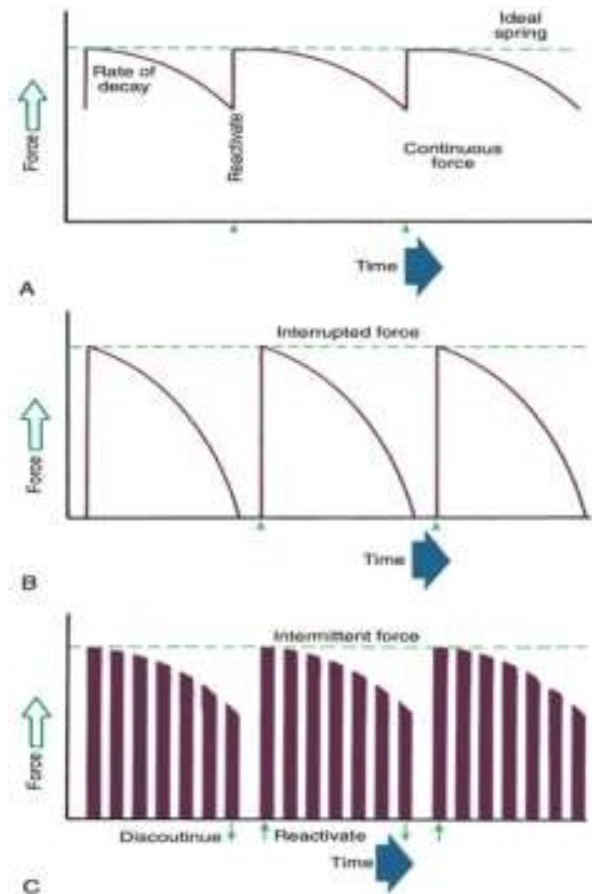 Ideal
spring
Rate of
decay
Reactivate
Continuous
force
Force
Time
A
Interrupted force
Force
Time
B
Intermittent force
Force
Discoutinue
Reactivate
Time
C